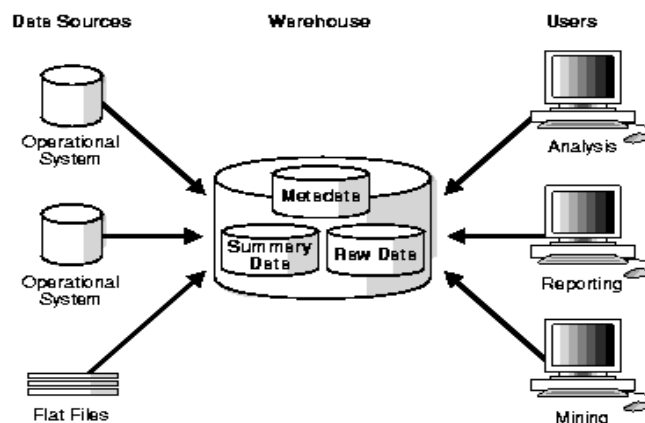 Data Sources
Warehouse
Users
Operational
System
Analysis
Metadata
Operational
System
Summary
Data
Raw Data
Reporting
Flat Files
Mining